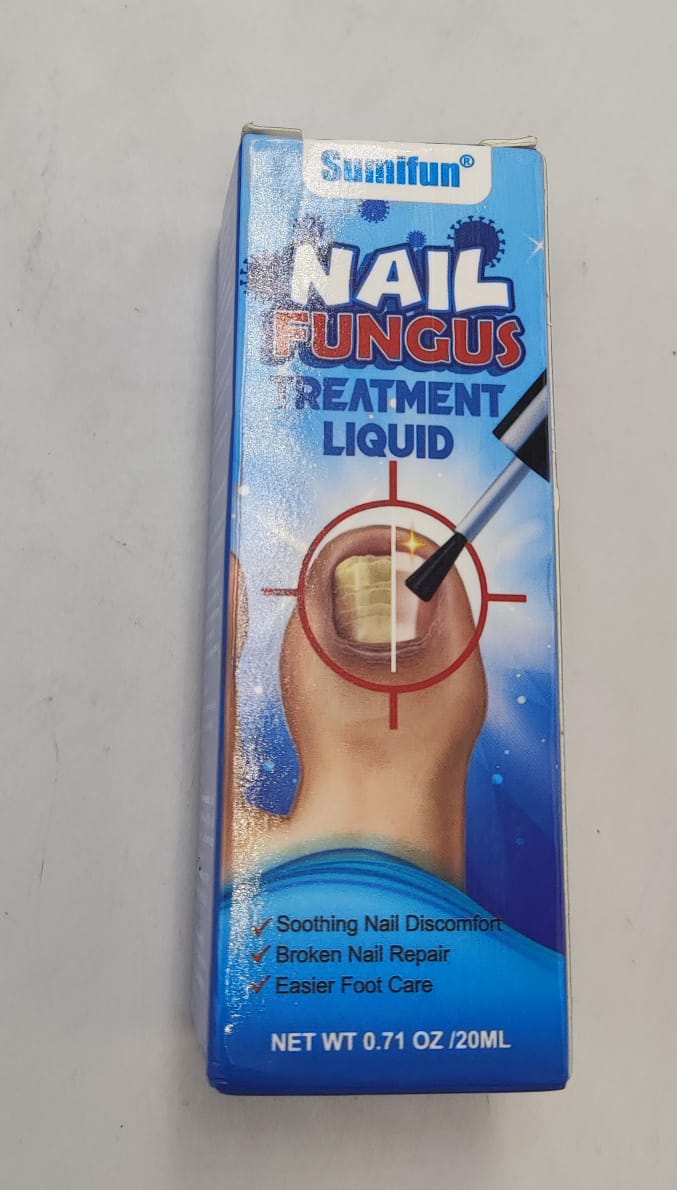 Sumifun®
NAIL
FUNGUS
TREATMENT
LIQUID
✓ Soothing Nail Discomfort
✓ Broken Nail Repair
✓ Easier Foot Care
NET WT 0.71 OZ /20ML